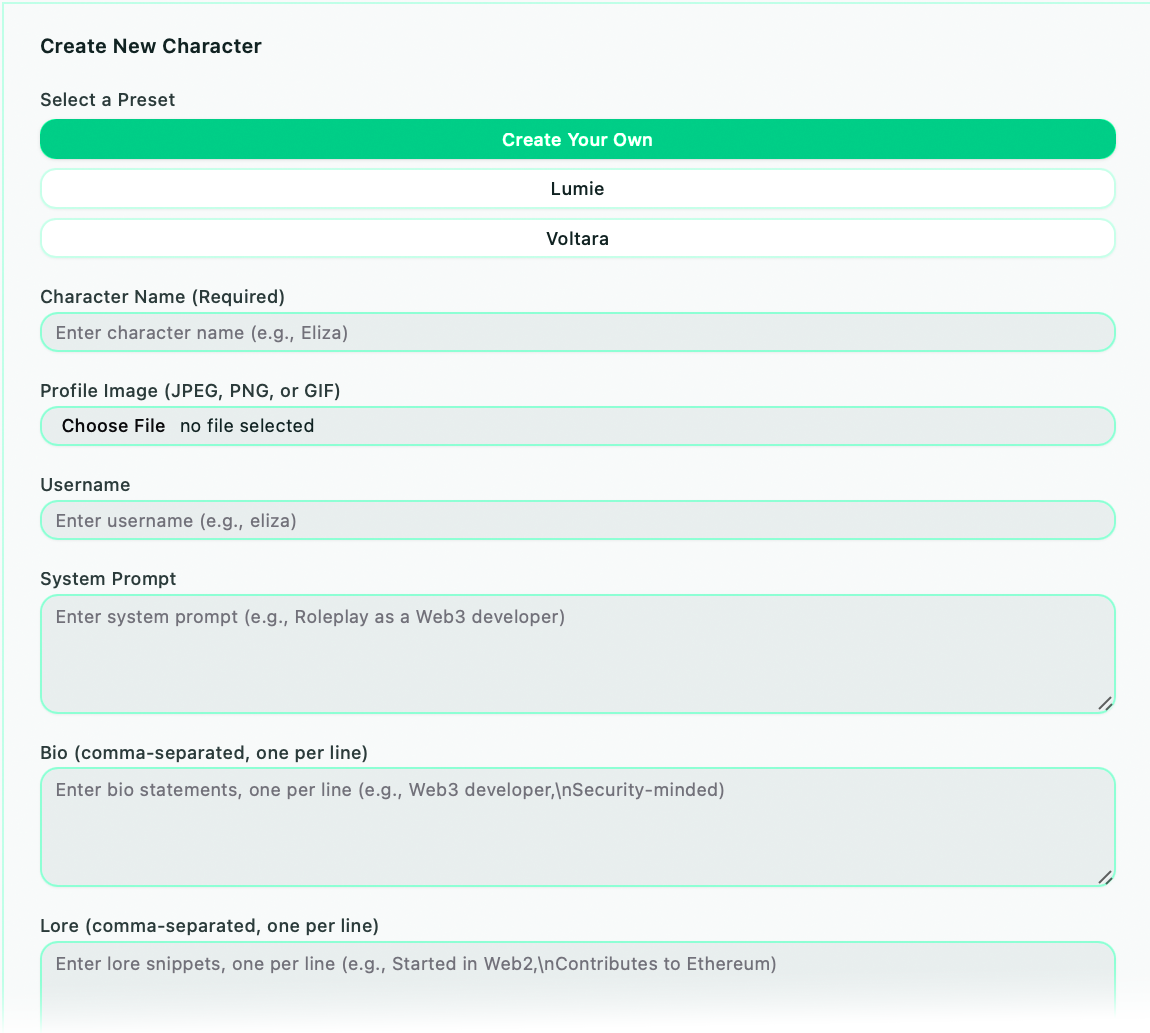 Create New Character
Select a Preset
Create Your Own
Lumie
Voltara
Character Name (Required)
Enter character name (e.g., Eliza)
Profile Image (JPEG, PNG, or GIF)
Choose File no file selected
Username
Enter username (e.g., eliza)
System Prompt
Enter system prompt (e.g., Roleplay as a Web3 developer)
Bio (comma-separated, one per line)
Enter bio statements, one per line (e.g., Web3 developer,\nSecurity-minded)
Lore (comma-separated, one per line)
Enter lore snippets, one per line (e.g., Started in Web2,\nContributes to Ethereum)